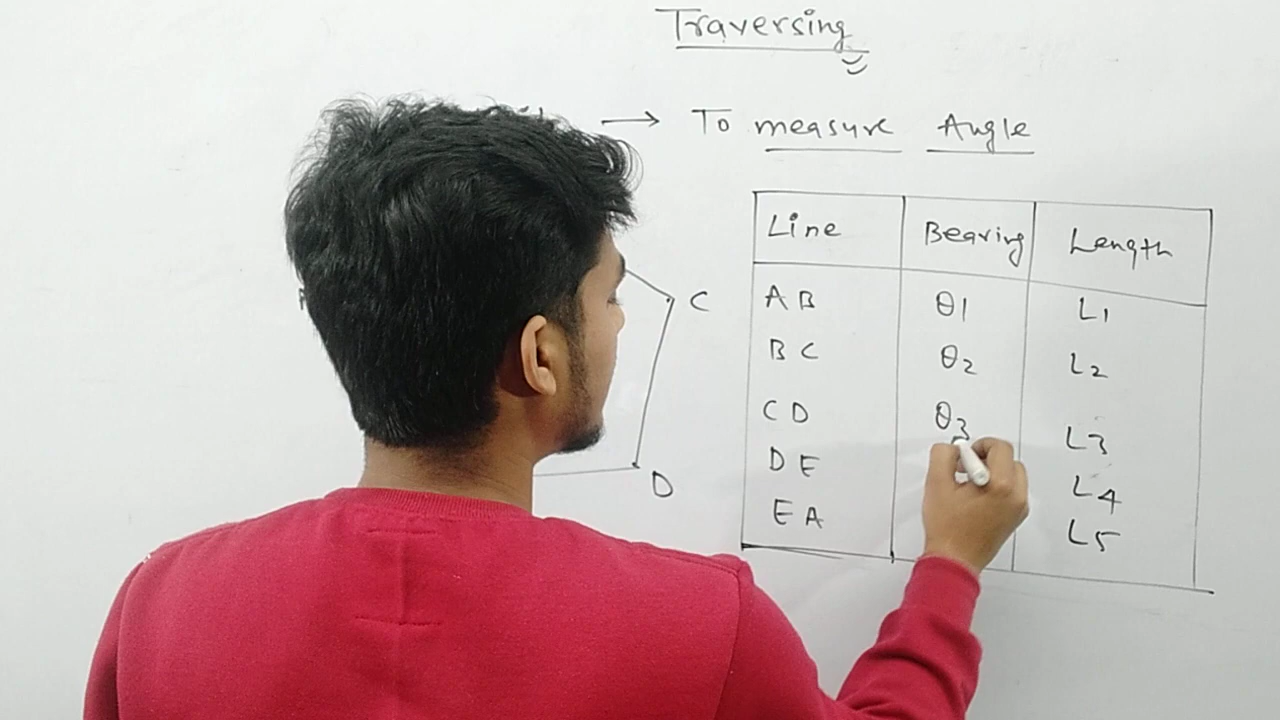 Traversing
→ To measure Angle
Line Bearing Length
AB θ1 L1
BC θ2 L2
CD θ3 L3
DE L4
EA L5
C
D